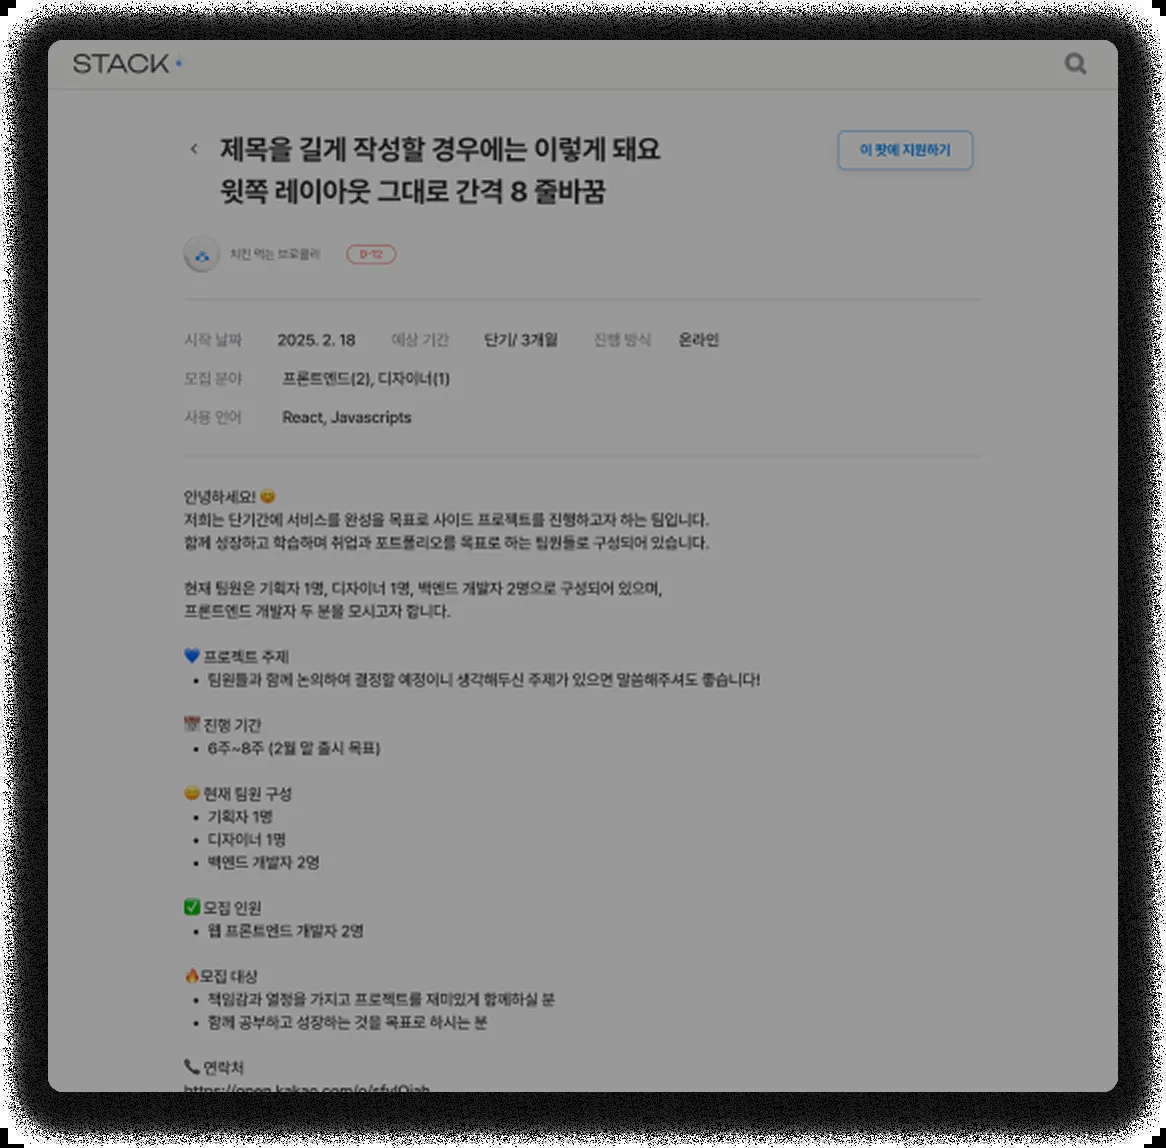 STACK
제목을 길게 작성할 경우에는 이렇게 돼요
윗쪽 레이아웃 그대로 간격 8 줄바꿈
이 팟에 지원하기
치킨 먹는 브로콜리 D-12
시작 날짜 2025. 2. 18 예상 기간 단기/ 3개월 진행 방식 온라인
모집 분야 프론트엔드(2), 디자이너(1)
사용 언어 React, Javascripts
안녕하세요! 😊
저희는 단기간에 서비스를 완성을 목표로 사이드 프로젝트를 진행하고자 하는 팀입니다.
함께 성장하고 학습하며 취업과 포트폴리오를 목표로 하는 팀원들로 구성되어 있습니다.
현재 팀원은 기획자 1명, 디자이너 1명, 백엔드 개발자 2명으로 구성되어 있으며,
프론트엔드 개발자 두 분을 모시고자 합니다.
💙 프로젝트 주제
• 팀원들과 함께 논의하여 결정할 예정이니 생각해두신 주제가 있으면 말씀해주셔도 좋습니다!
📅 진행 기간
• 6주~8주 (2월 말 출시 목표)
😊 현재 팀원 구성
• 기획자 1명
• 디자이너 1명
• 백엔드 개발자 2명
✅ 모집 인원
• 웹 프론트엔드 개발자 2명
🔥모집 대상
• 책임감과 열정을 가지고 프로젝트를 재미있게 함께하실 분
• 함께 공부하고 성장하는 것을 목표로 하시는 분
📞 연락처